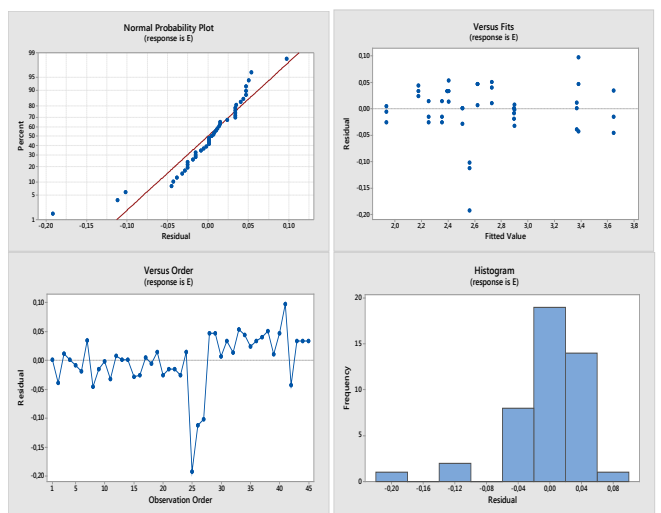 Normal Probability Plot
(response is E)
99
95
90
80
70
60
50
40
30
20
10
5
1
Percent
-0,20 -0,15 -0,10 -0,05 0,00 0,05 0,10
Residual
Versus Fits
(response is E)
0,10
0,05
0,00
-0,05
-0,10
-0,15
-0,20
Residual
2,0 2,2 2,4 2,6 2,8 3,0 3,2 3,4 3,6 3,8
Fitted Value
Versus Order
(response is E)
0,10
0,05
0,00
-0,05
-0,10
-0,15
-0,20
Residual
1 5 10 15 20 25 30 35 40 45
Observation Order
Histogram
(response is E)
20
15
10
5
0
Frequency
-0,20 -0,16 -0,12 -0,08 -0,04 0,00 0,04 0,08
Residual